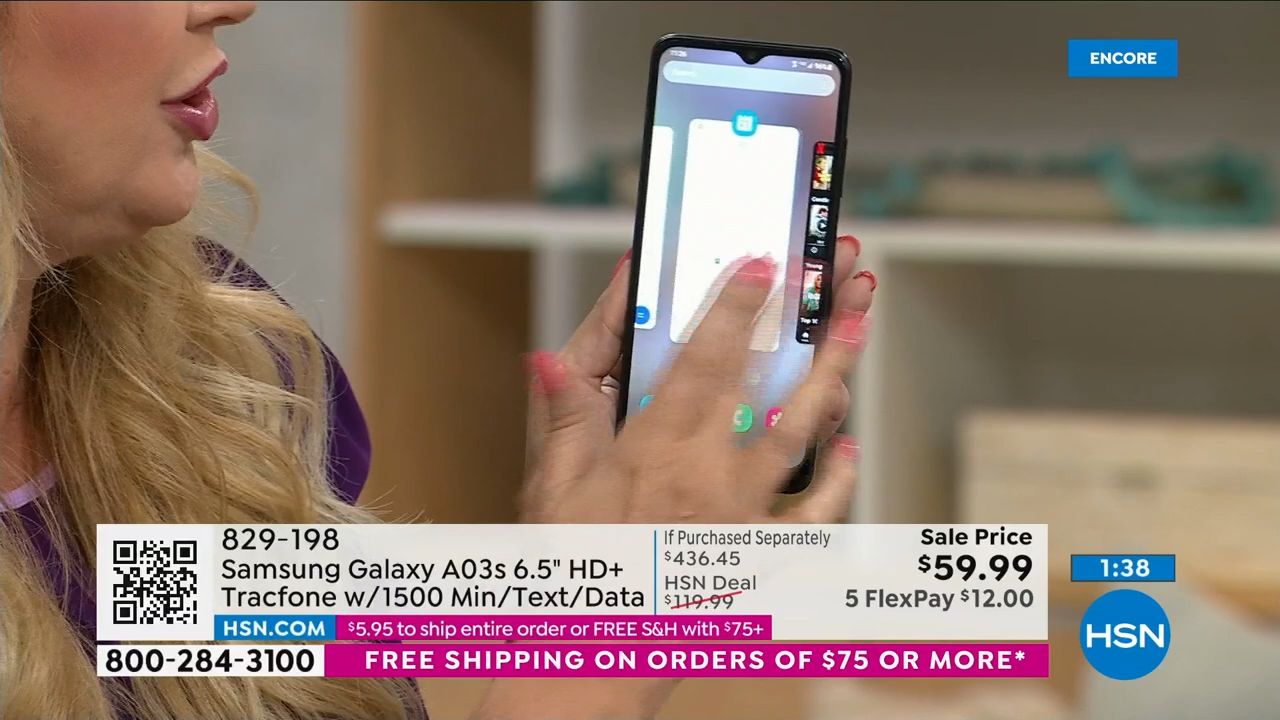 ENCORE
829-198
Samsung Galaxy A03s 6.5" HD+
Tracfone w/1500 Min/Text/Data
If Purchased Separately
$436.45
HSN Deal
$119.99
Sale Price
$59.99
5 FlexPay $12.00
HSN.COM
$5.95 to ship entire order or FREE S&H with $75+
800-284-3100
FREE SHIPPING ON ORDERS OF $75 OR MORE*
1:38
HSN